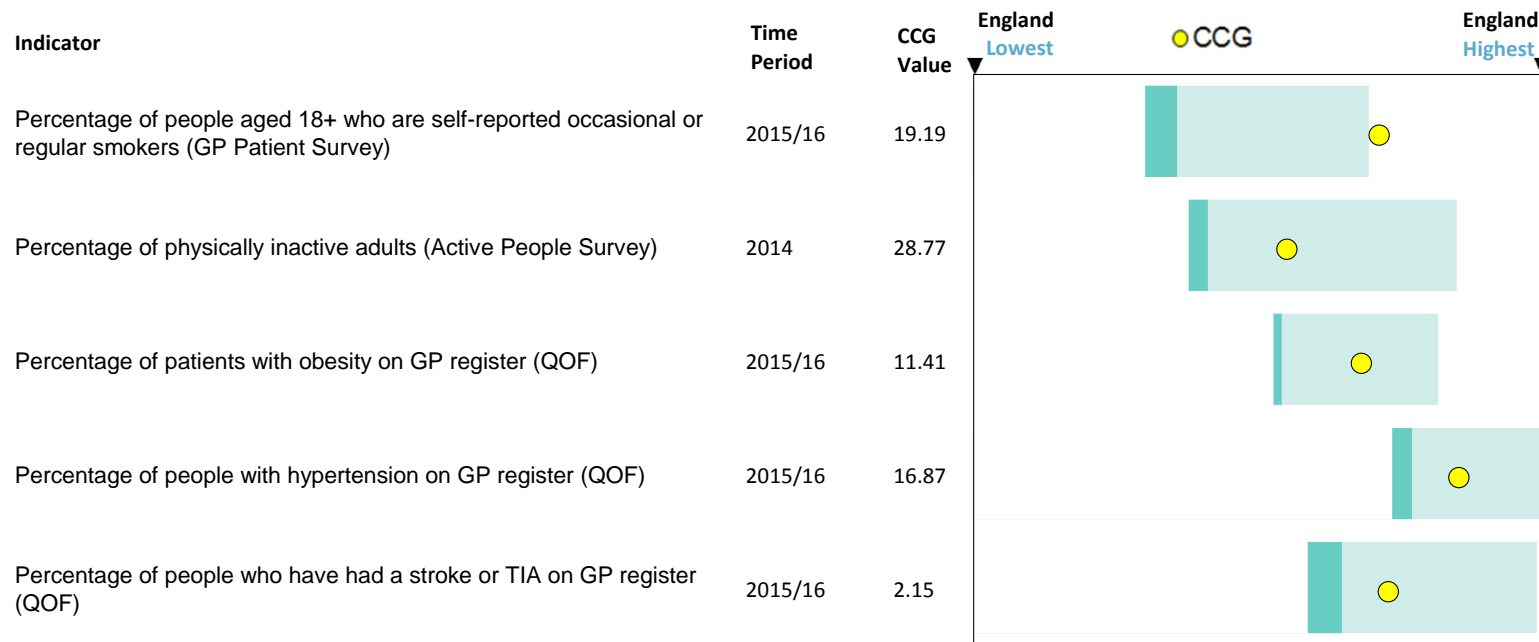 Indicator
Time
Period
CCG
Value
England
Lowest
CCG
England
Highest
Percentage of people aged 18+ who are self-reported occasional or
regular smokers (GP Patient Survey)
2015/16
19.19
Percentage of physically inactive adults (Active People Survey)
2014
28.77
Percentage of patients with obesity on GP register (QOF)
2015/16
11.41
Percentage of people with hypertension on GP register (QOF)
2015/16
16.87
Percentage of people who have had a stroke or TIA on GP register
(QOF)
2015/16
2.15